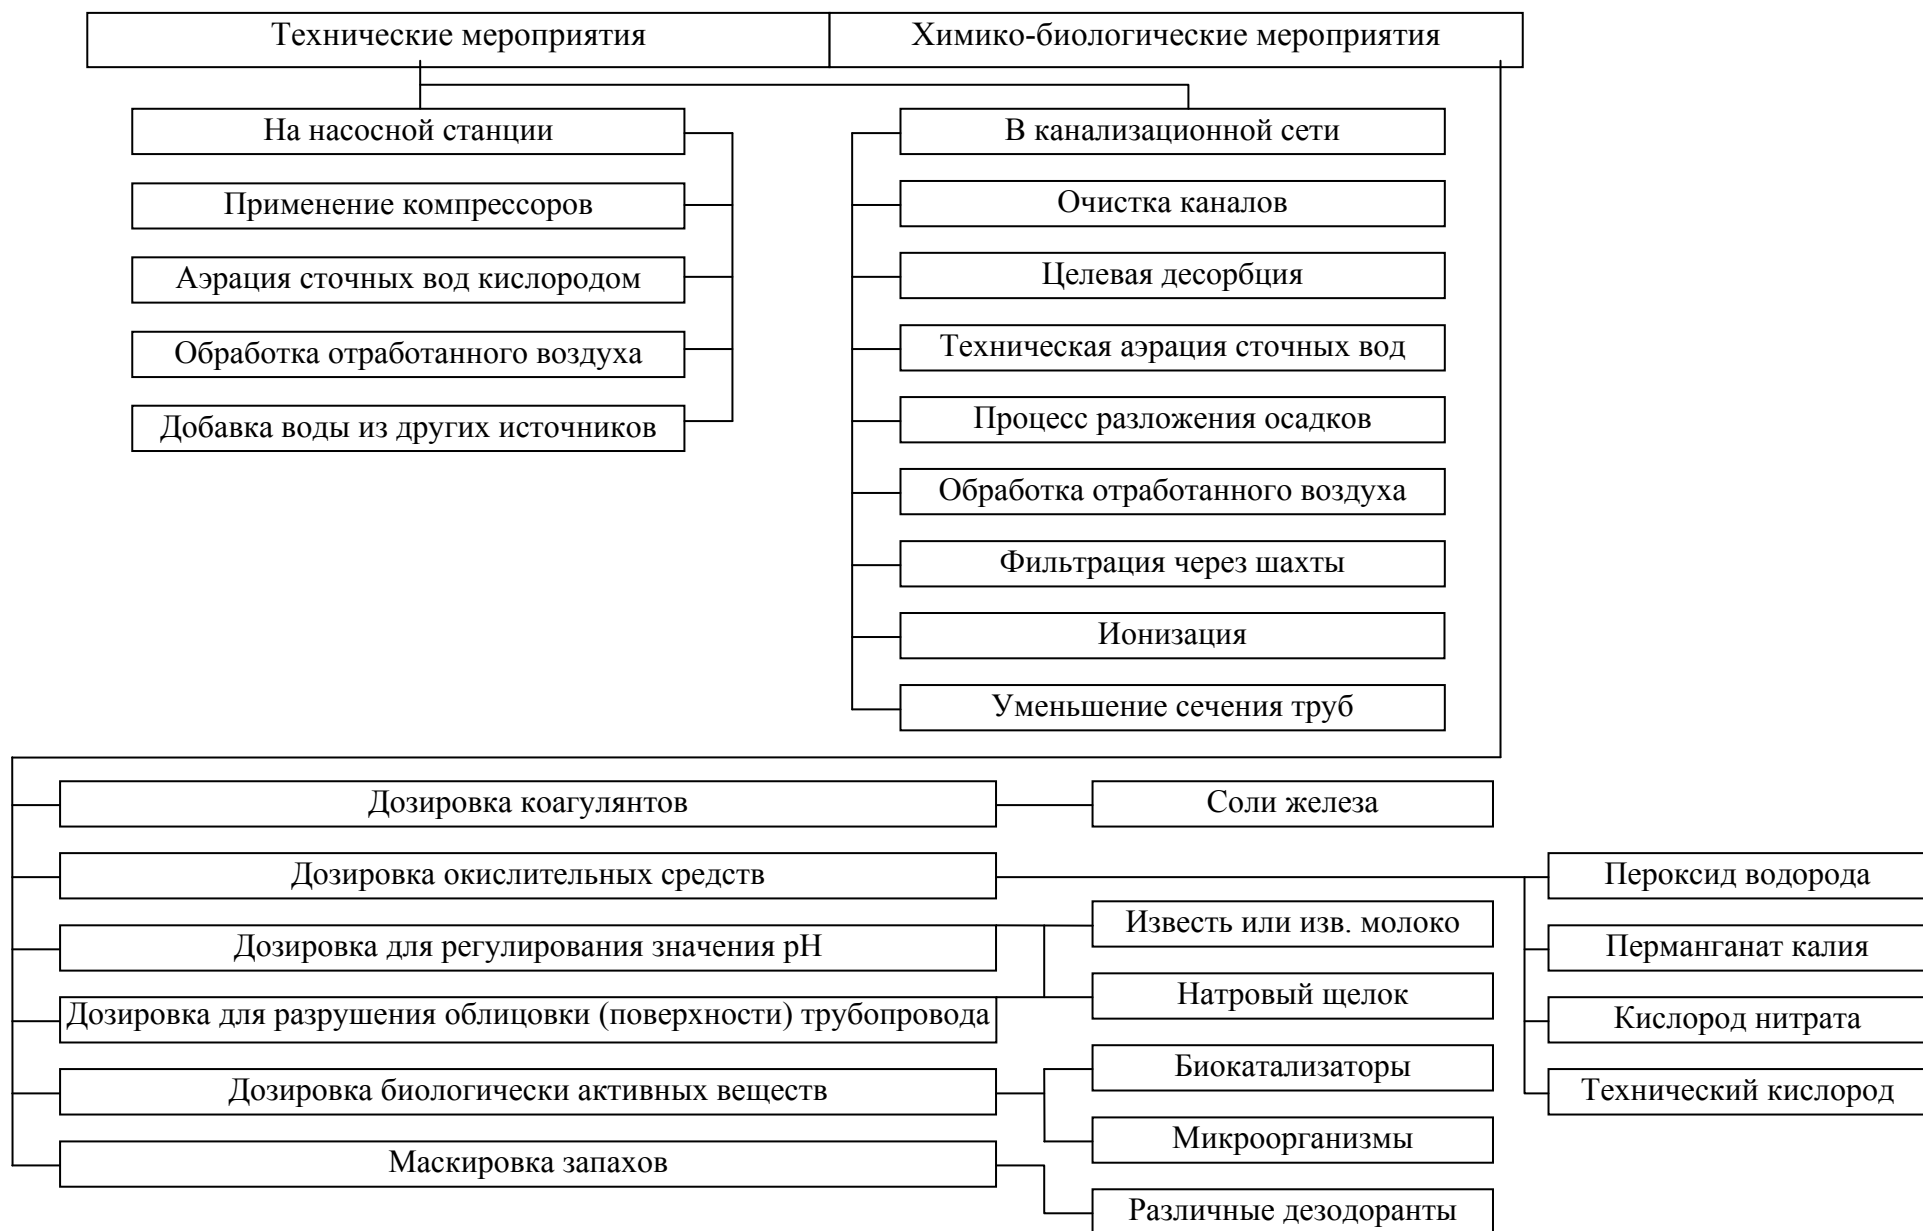 Технические мероприятия
Химико-биологические мероприятия
На насосной станции
Применение компрессоров
Аэрация сточных вод кислородом
Обработка отработанного воздуха
Добавка воды из других источников
В канализационной сети
Очистка каналов
Целевая десорбция
Техническая аэрация сточных вод
Процесс разложения осадков
Обработка отработанного воздуха
Фильтрация через шахты
Ионизация
Уменьшение сечения труб
Дозировка коагулянтов
Соли железа
Дозировка окислительных средств
Пероксид водорода
Перманганат калия
Кислород нитрата
Технический кислород
Дозировка для регулирования значения pH
Известь или изв. молоко
Дозировка для разрушения облицовки (поверхности) трубопровода
Натровый щелок
Дозировка биологически активных веществ
Биокатализаторы
Микроорганизмы
Маскировка запахов
Различные дезодоранты